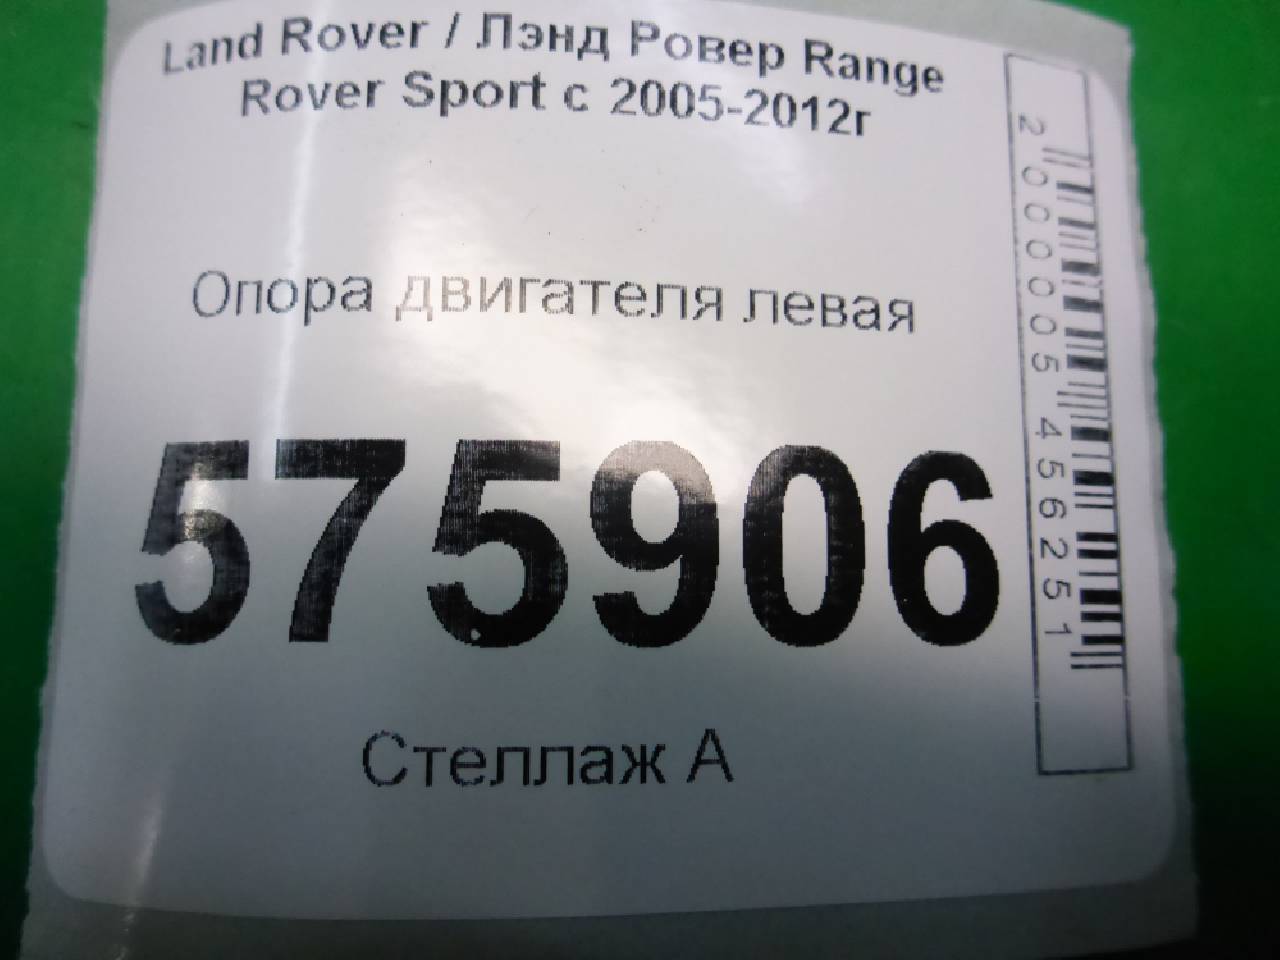 Land Rover / Лэнд Ровер Range
Rover Sport с 2005-2012г
Опора двигателя левая
575906
Стеллаж А
2000005456251